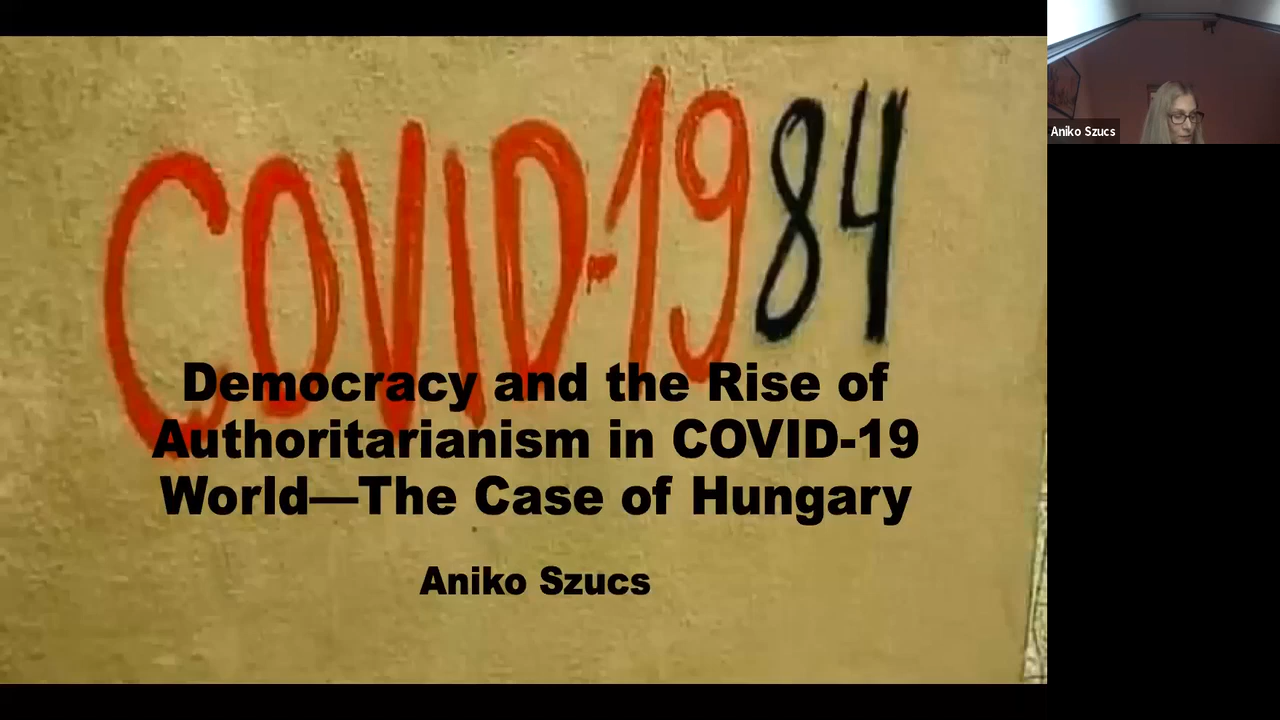 COVID-1984
Democracy and the Rise of
Authoritarianism in COVID-19
World—The Case of Hungary
Aniko Szucs
Aniko Szucs